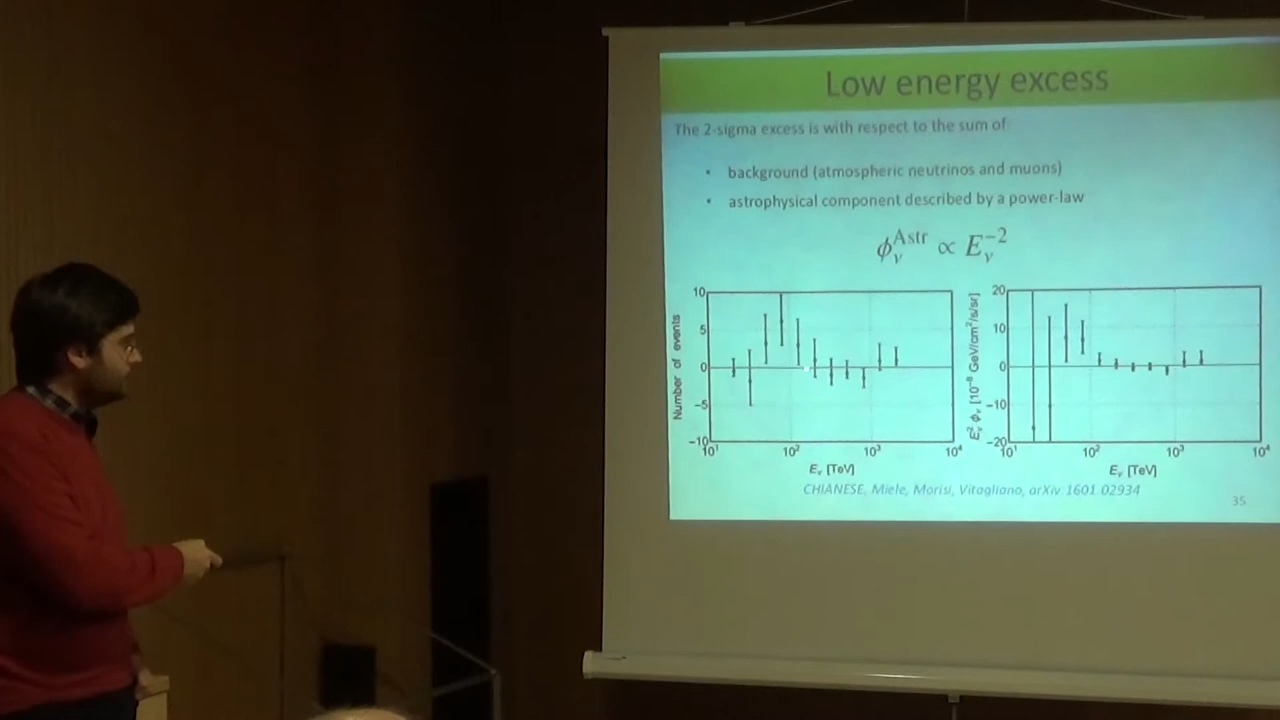 Low energy excess
The 2-sigma excess is with respect to the sum of:
• background (atmospheric neutrinos and muons)
• astrophysical component described by a power-law
ϕ_ν^Astr ∝ E_ν^−2
Number of events
10
5
0
−5
−10
10^1 10^2 10^3 10^4
E_ν [TeV]
E_ν^2 ϕ_ν [10^−8 GeV/cm^2/s/sr]
20
10
0
−10
−20
10^1 10^2 10^3 10^4
E_ν [TeV]
CHIANESE, Miele, Morisi, Vitagliano, arXiv:1601.02934
35